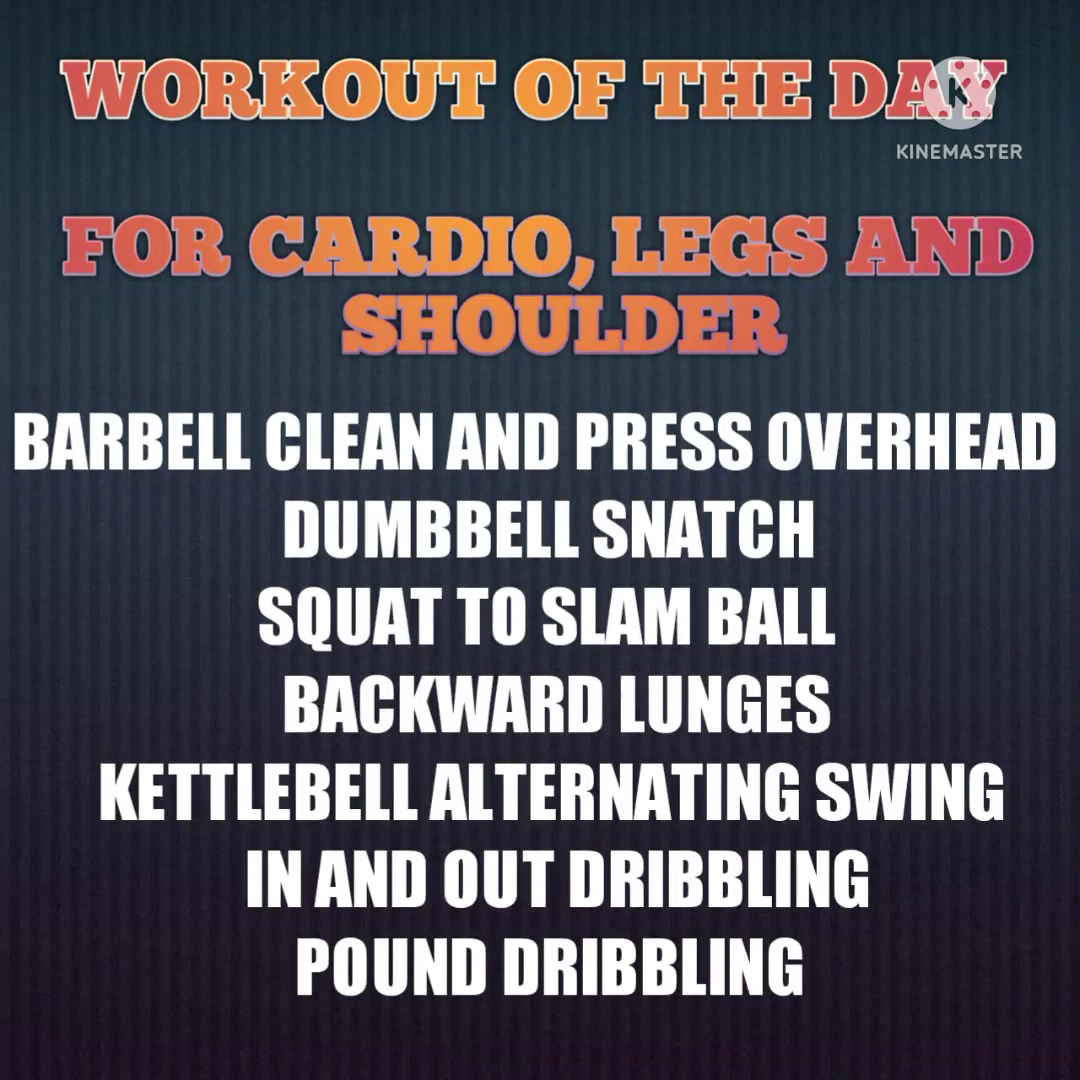 WORKOUT OF THE DAY
K
KINEMASTER
FOR CARDIO, LEGS AND
SHOULDER
BARBELL CLEAN AND PRESS OVERHEAD
DUMBBELL SNATCH
SQUAT TO SLAM BALL
BACKWARD LUNGES
KETTLEBELL ALTERNATING SWING
IN AND OUT DRIBBLING
POUND DRIBBLING